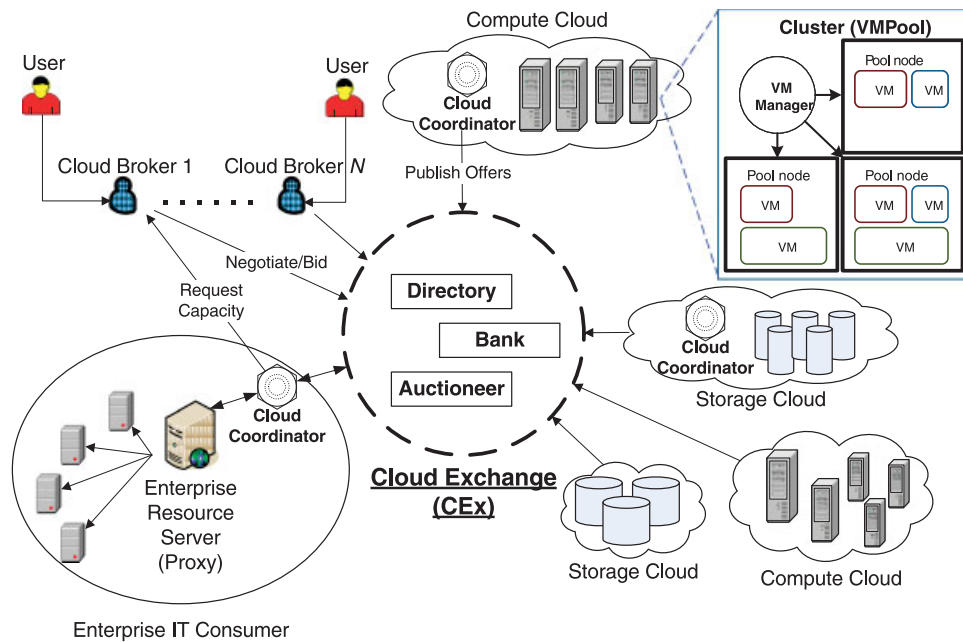 Compute Cloud
Cluster (VMPool)
User
User
Pool node
VM
VM
VM
Manager
Cloud
Coordinator
Cloud Broker 1
Cloud Broker N
Publish Offers
Pool node
VM
VM
Pool node
VM
VM
VM
Negotiate/Bid
Request
Capacity
Directory
Bank
Auctioneer
Cloud
Coordinator
Storage Cloud
Cloud
Coordinator
Cloud Exchange
(CEx)
Enterprise
Resource
Server
(Proxy)
Storage Cloud
Compute Cloud
Enterprise IT Consumer